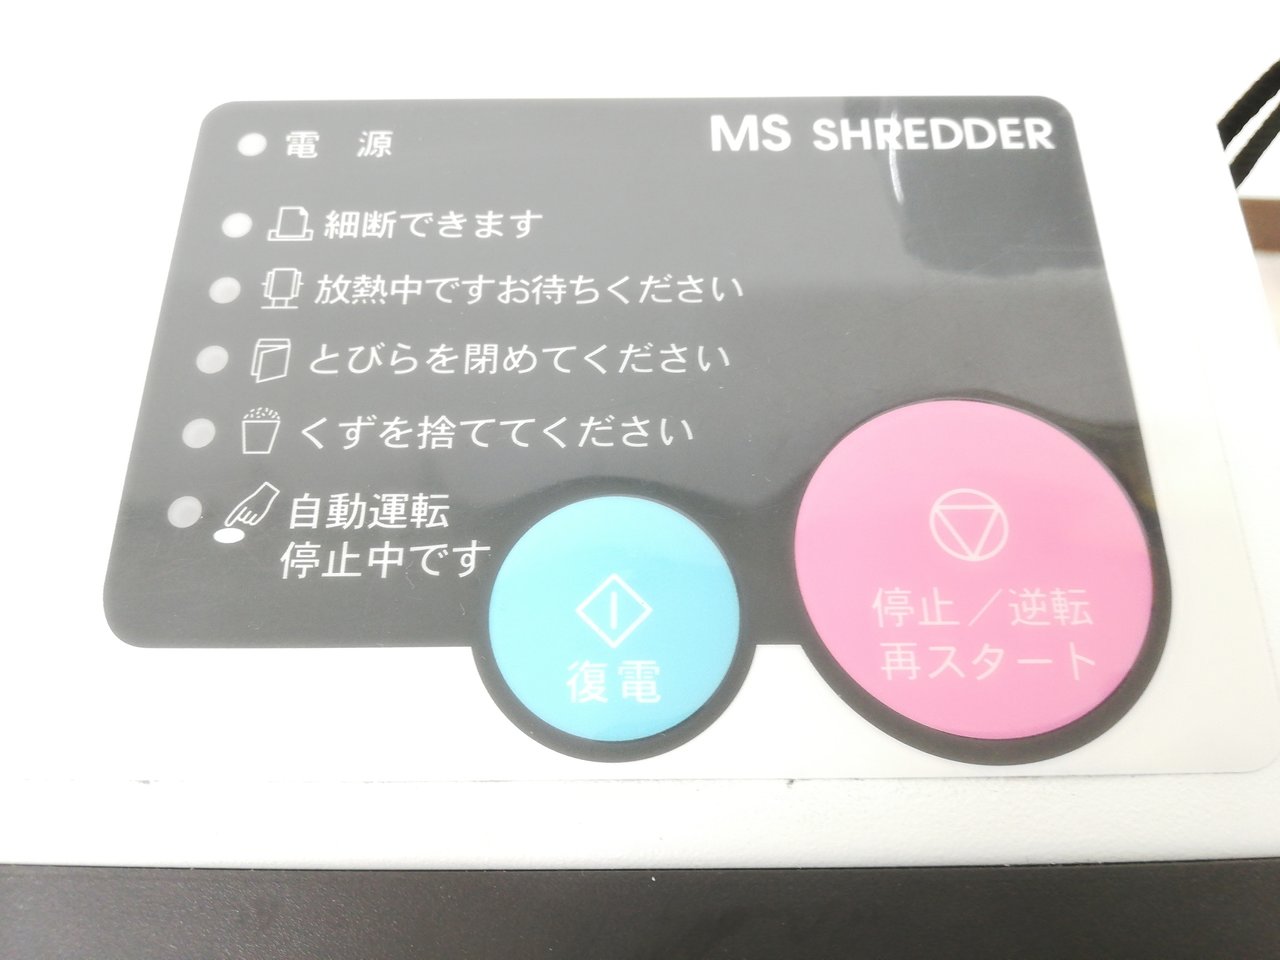 電　源
MS SHREDDER
細断できます
放熱中ですお待ちください
とびらを閉めてください
くずを捨ててください
自動運転
停止中です
復電
停止／逆転
再スタート